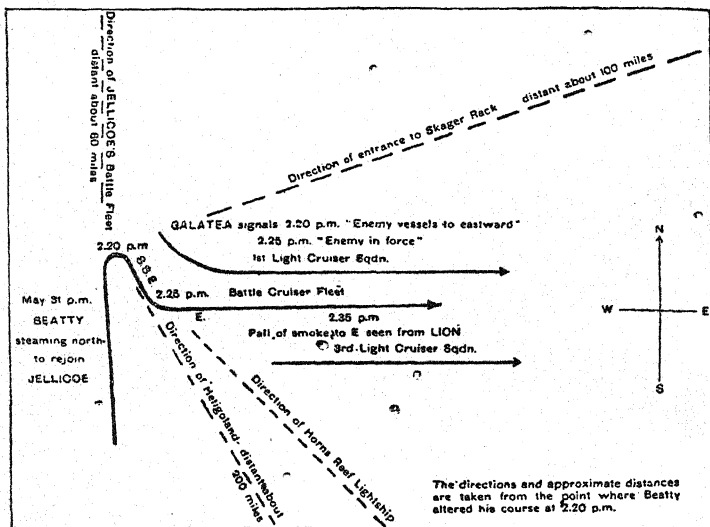 Direction of JELLICOE'S Battle Fleet
distant about 60
miles
Direction of entrance to Skager Rack distant about 100 miles
GALATEA signals 2.20 p.m. "Enemy vessels to eastward"
2.25 p.m. "Enemy in force"
1st Light Cruiser Sqdn.
2.20 p.m
S.S.E.
2.25 p.m. Battle Cruiser Fleet
E.
2.35 p.m
Pall of smoke to E seen from LION
3rd Light Cruiser Sqdn.
May 31 p.m.
BEATTY
steaming north
to rejoin
JELLICOE
Direction of Heligoland distant about
200 miles
Direction of Horns Reef Lightship
N
W
E
S
The directions and approximate distances
are taken from the point where Beatty
altered his course at 2.20 p.m.